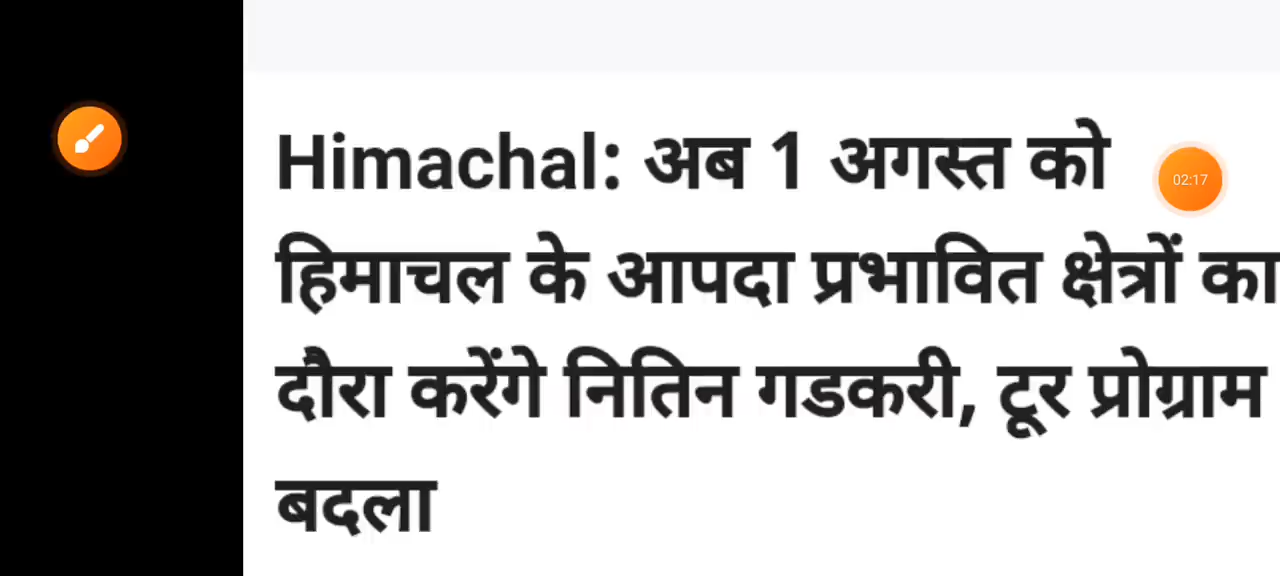 Himachal: अब 1 अगस्त को
02:17
हिमाचल के आपदा प्रभावित क्षेत्रों का
दौरा करेंगे नितिन गडकरी, टूर प्रोग्राम
बदला